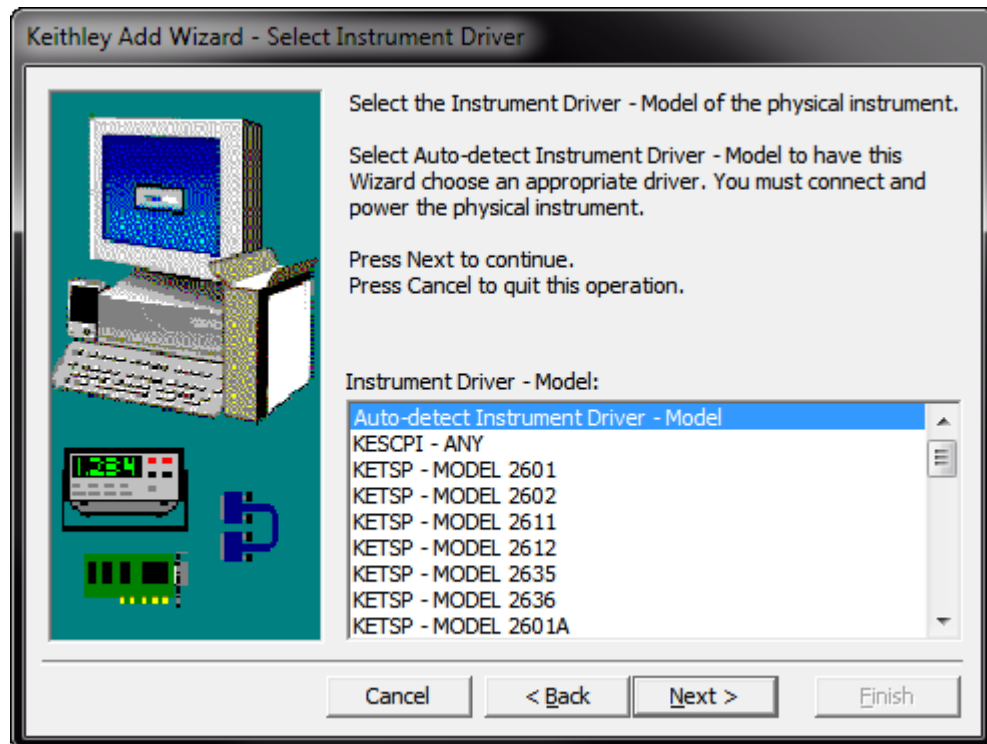 Keithley Add Wizard - Select Instrument Driver
Select the Instrument Driver - Model of the physical instrument.
Select Auto-detect Instrument Driver - Model to have this
Wizard choose an appropriate driver. You must connect and
power the physical instrument.
Press Next to continue.
Press Cancel to quit this operation.
Instrument Driver - Model:
Auto-detect Instrument Driver - Model
KESCPI - ANY
KETSP - MODEL 2601
KETSP - MODEL 2602
KETSP - MODEL 2611
KETSP - MODEL 2612
KETSP - MODEL 2635
KETSP - MODEL 2636
KETSP - MODEL 2601A
1.234
Cancel
< Back
Next >
Finish